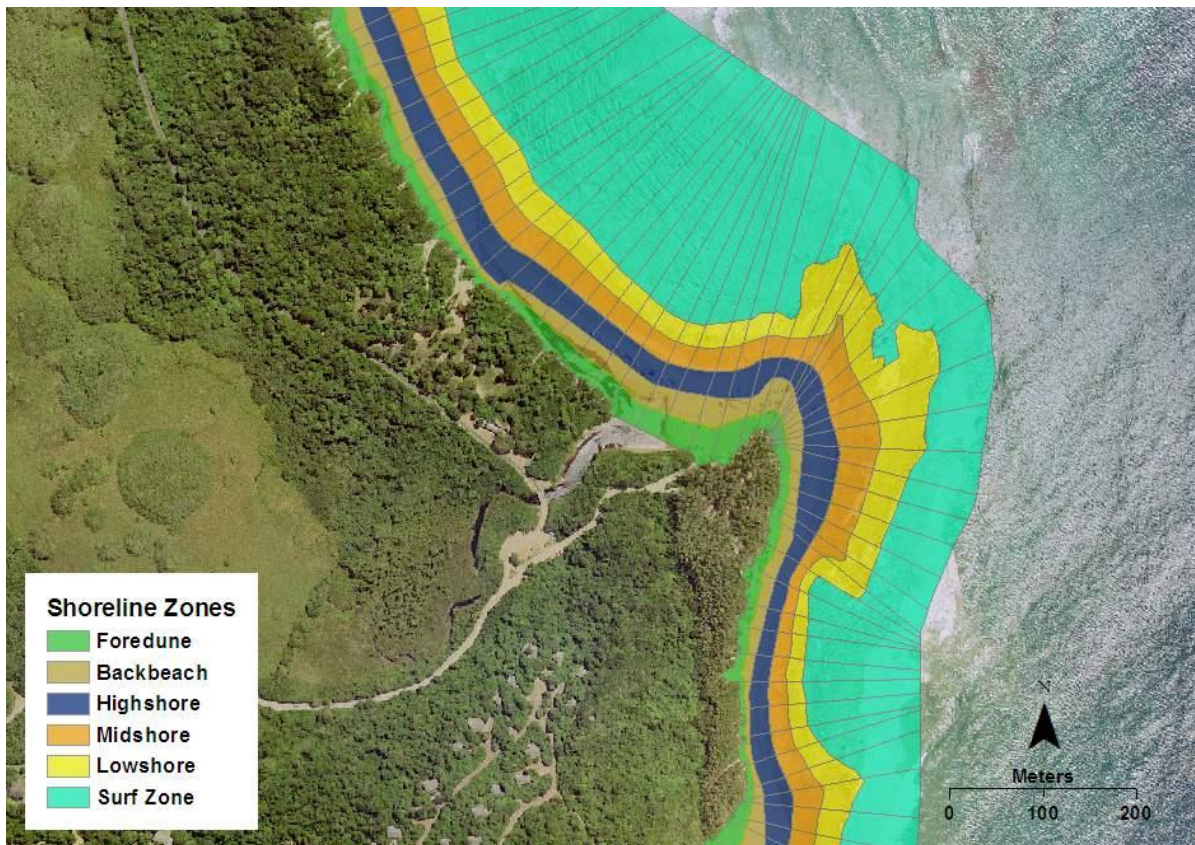 Shoreline Zones
Foredune
Backbeach
Highshore
Midshore
Lowshore
Surf Zone
N
Meters
0 100 200